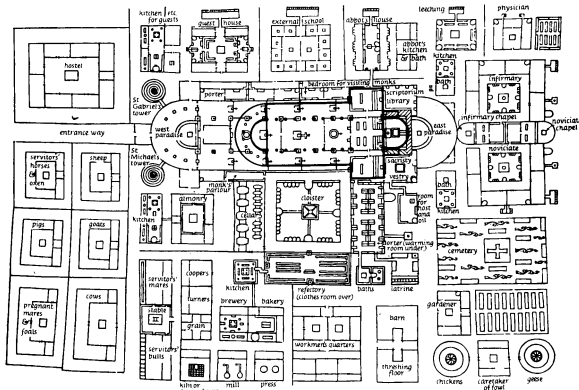 kitchen etc.
for guests
guest house
external school
abbot's house
leeching
physician
abbot's
kitchen
& bath
kitchen
bath
hostel
St
Gabriel's
tower
porter
bedroom for visiting monks
scriptorium
library
infirmary
infirmary chapel
noviciate
chapel
entrance way
west
paradise
east
paradise
St
Michael's
tower
sacristy
vestry
noviciate
servitors'
horses
&
oxen
sheep
monk's
parlour
cellar
cloister
room
for
host
and
oil
bath
kitchen
kitchen
almonry
pigs
goats
dorter (warming
room under)
cemetery
servitors'
mares
coopers
turners
grain
kitchen
refectory
(clothes room over)
baths
latrine
brewery
bakery
gardener
pregnant
mares
&
foals
cows
stable
servitors'
bulls
workmen's quarters
barn
threshing
floor
kiln or
mill
press
chickens
caretaker
of fowl
geese